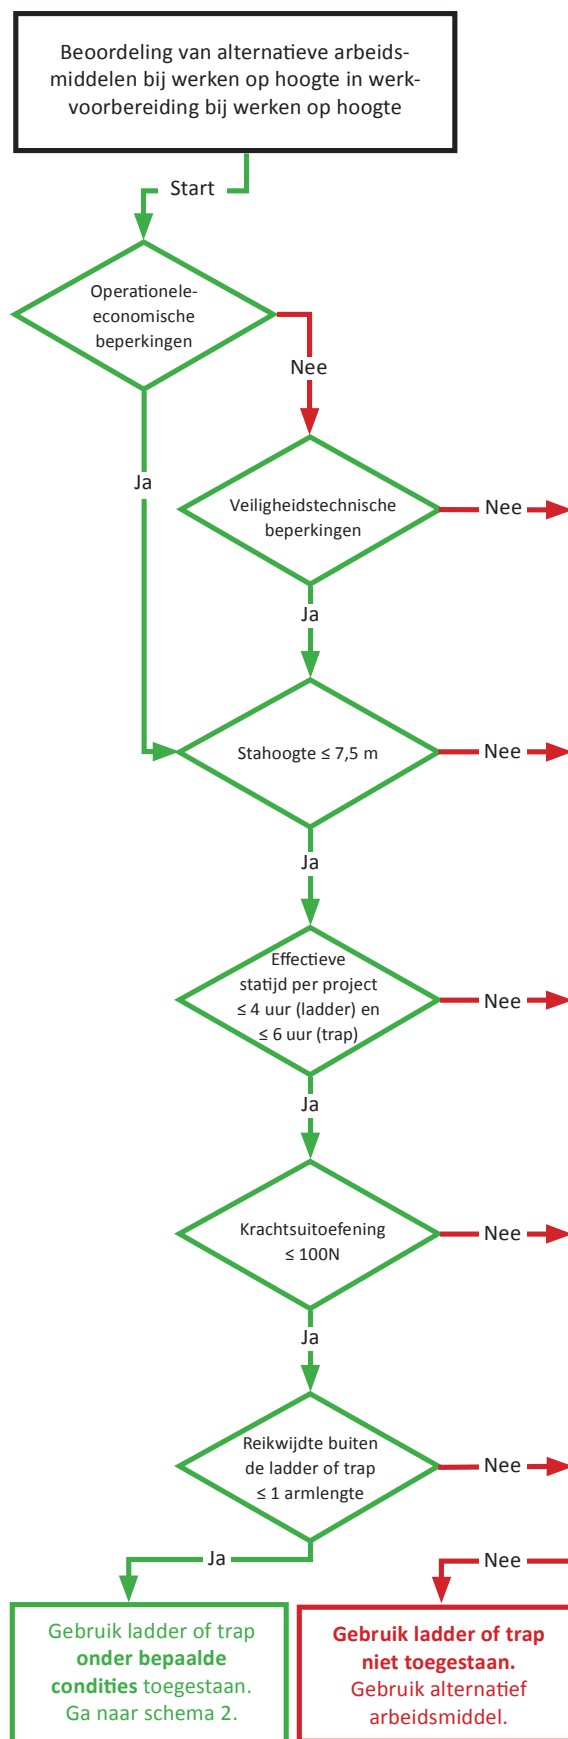 Beoordeling van alternatieve arbeids-
middelen bij werken op hoogte in werk-
voorbereiding bij werken op hoogte
Start
Operationele-
economische
beperkingen
Nee
Ja
Veiligheidstechnische
beperkingen
Nee
Ja
Stahoogte ≤ 7,5 m
Nee
Ja
Effectieve
statijd per project
≤ 4 uur (ladder) en
≤ 6 uur (trap)
Nee
Ja
Krachtsuitoefening
≤ 100N
Nee
Ja
Reikwijdte buiten
de ladder of trap
≤ 1 armlengte
Nee
Ja
Nee
Gebruik ladder of trap
onder bepaalde
condities toegestaan.
Ga naar schema 2.
Gebruik ladder of trap
niet toegestaan.
Gebruik alternatief
arbeidsmiddel.